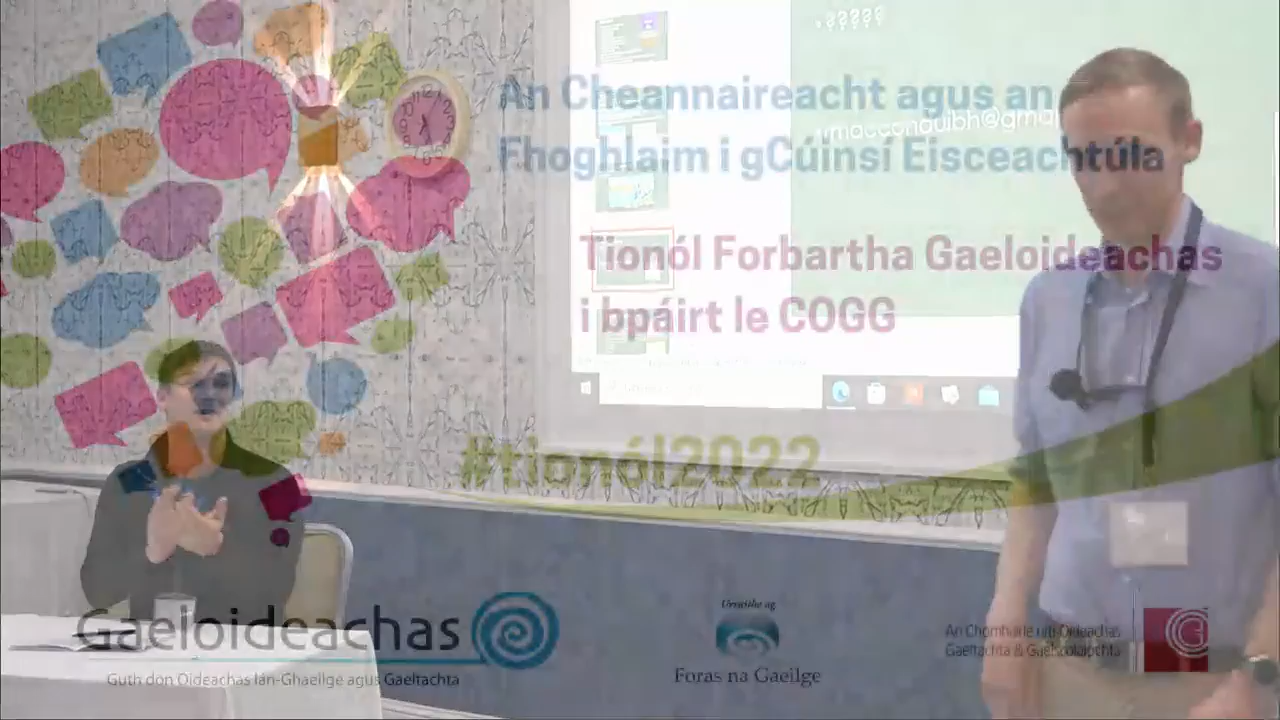 An Cheannaireacht agus an
Fhoghlaim i gCúinsí Eisceachtúla
Tionól Forbartha Gaeloideachas
i bpáirt le COGG
#tionól2022
Gaeloideachas
Guth don Oideachas lán-Ghaeilge agus Gaeltachta
Urraithe ag
Foras na Gaeilge
An Chomhairle um Oideachas
Gaeltachta & Gaelscolaíochta